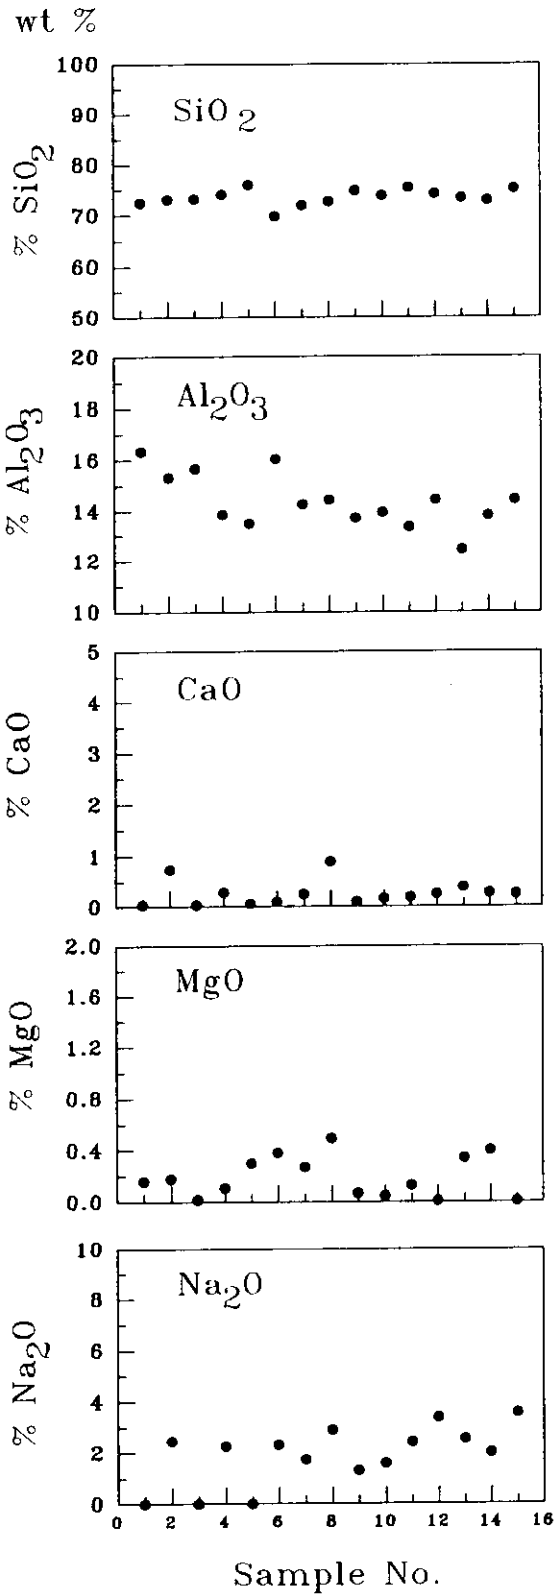 wt %
100
90
80
70
60
50
% SiO2
SiO2
20
18
16
14
12
10
% Al2O3
Al2O3
5
4
3
2
1
0
% CaO
CaO
2.0
1.6
1.2
0.8
0.4
0.0
% MgO
MgO
10
8
6
4
2
0
% Na2O
Na2O
0 2 4 6 8 10 12 14 16
Sample No.